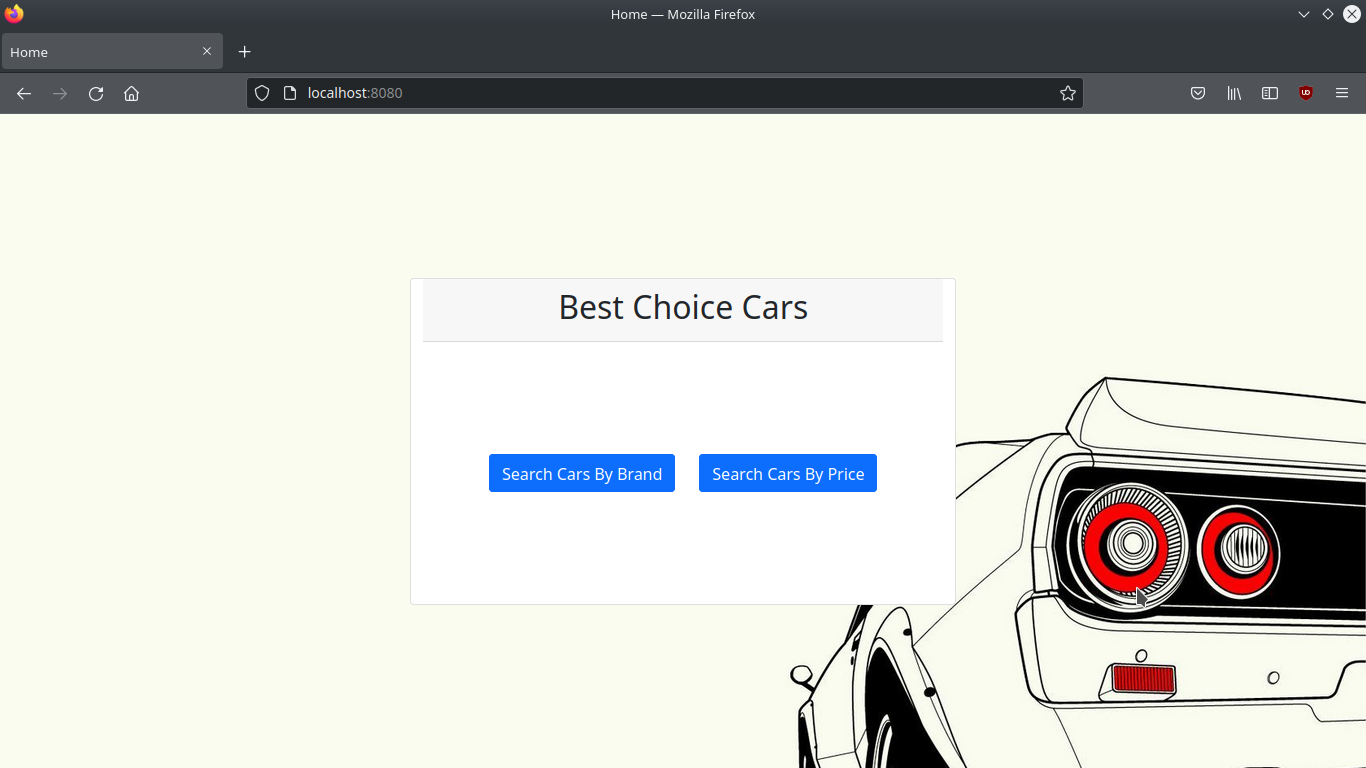 Home — Mozilla Firefox
Home
localhost:8080
Best Choice Cars
Search Cars By Brand
Search Cars By Price